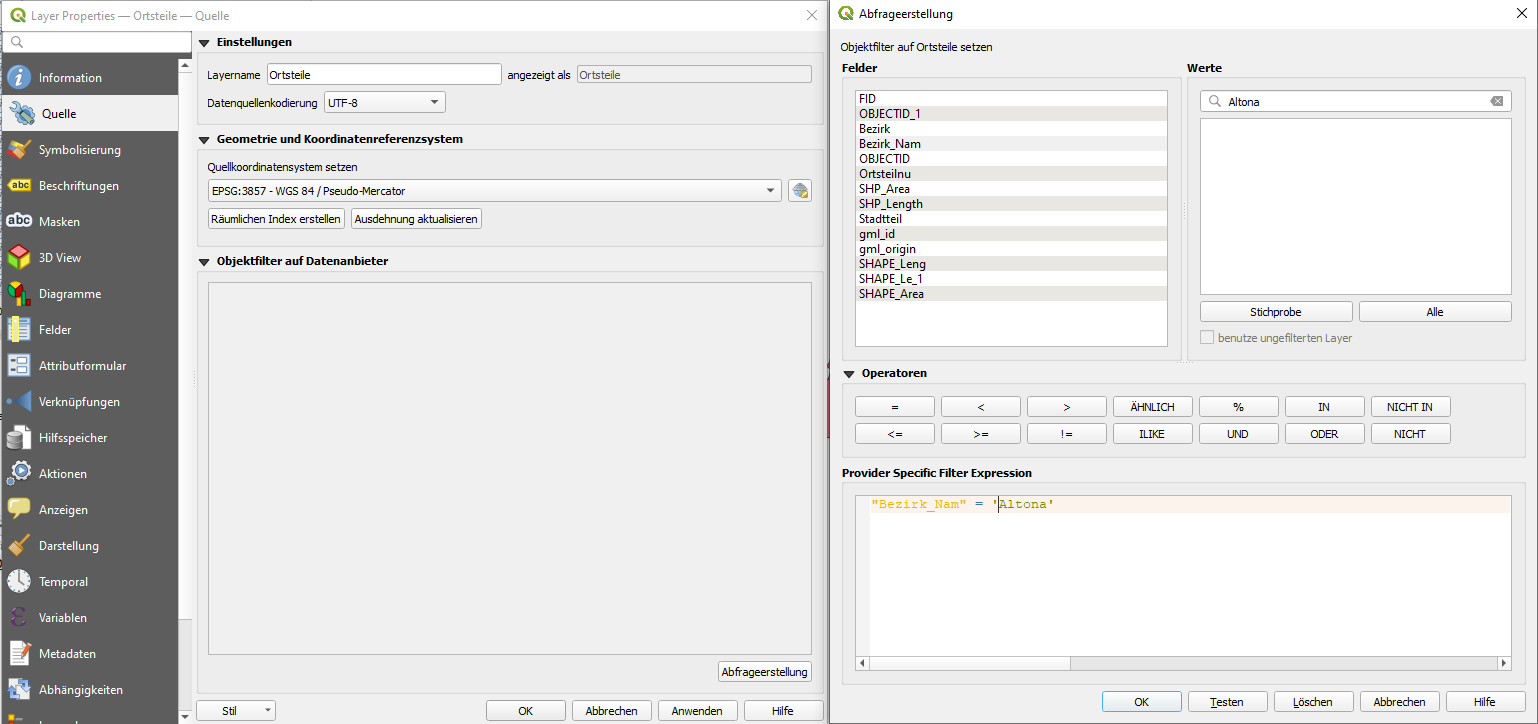 Layer Properties — Ortsteile — Quelle
Information
Quelle
Symbolisierung
abc Beschriftungen
abc Masken
3D View
Diagramme
Felder
Attributformular
Verknüpfungen
Hilfsspeicher
Aktionen
Anzeigen
Darstellung
Temporal
Variablen
Metadaten
Abhängigkeiten
Einstellungen
Layername Ortsteile angezeigt als Ortsteile
Datenquellenkodierung UTF-8
Geometrie und Koordinatenreferenzsystem
Quellkoordinatensystem setzen
EPSG:3857 - WGS 84 / Pseudo-Mercator
Räumlichen Index erstellen Ausdehnung aktualisieren
Objektfilter auf Datenanbieter
Abfrageerstellung
Stil OK Abbrechen Anwenden Hilfe
Abfrageerstellung
Objektfilter auf Ortsteile setzen
Felder
FID
OBJECTID_1
Bezirk
Bezirk_Nam
OBJECTID
Ortsteilnu
SHP_Area
SHP_Length
Stadtteil
gml_id
gml_origin
SHAPE_Leng
SHAPE_Le_1
SHAPE_Area
Werte
Altona
Stichprobe Alle
benutze ungefilterten Layer
Operatoren
= < > ÄHNLICH % IN NICHT IN
<= >= != ILIKE UND ODER NICHT
Provider Specific Filter Expression
"Bezirk_Nam" = 'Altona'
OK Testen Löschen Abbrechen Hilfe